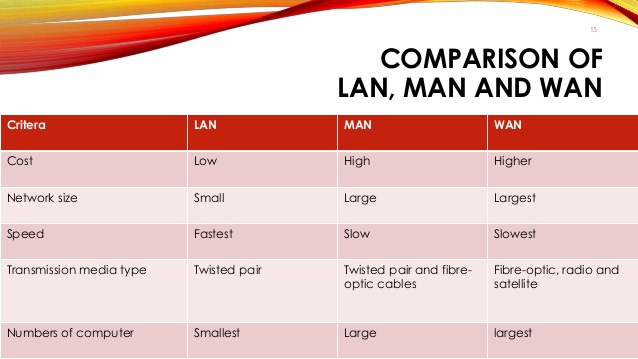 15
COMPARISON OF
LAN, MAN AND WAN
Critera LAN MAN WAN
Cost Low High Higher
Network size Small Large Largest
Speed Fastest Slow Slowest
Transmission media type Twisted pair Twisted pair and fibre- Fibre-optic, radio and
optic cables satellite
Numbers of computer Smallest Large largest